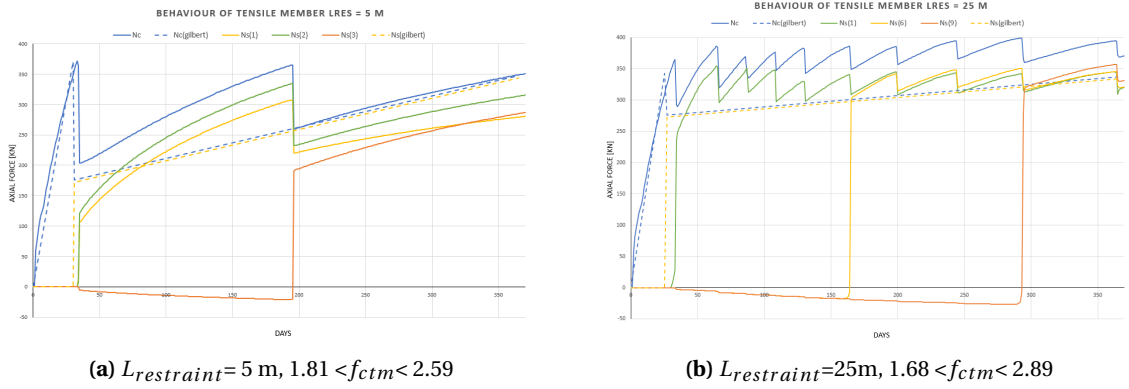 BEHAVIOUR OF TENSILE MEMBER LRES = 5 M
Nc Nc(gilbert) Ns(1) Ns(2) Ns(3) Ns(gilbert)
AXIAL FORCE [KN]
400
350
300
250
200
150
100
50
0
-50
0 50 100 150 200 250 300 350
DAYS
(a) Lrestraint= 5 m, 1.81 <fctm< 2.59
BEHAVIOUR OF TENSILE MEMBER LRES = 25 M
Nc Nc(gilbert) Ns(1) Ns(6) Ns(9) Ns(gilbert)
AXIAL FORCE [KN]
400
350
300
250
200
150
100
50
0
-50
0 50 100 150 200 250 300 350
DAYS
(b) Lrestraint=25m, 1.68 <fctm< 2.89